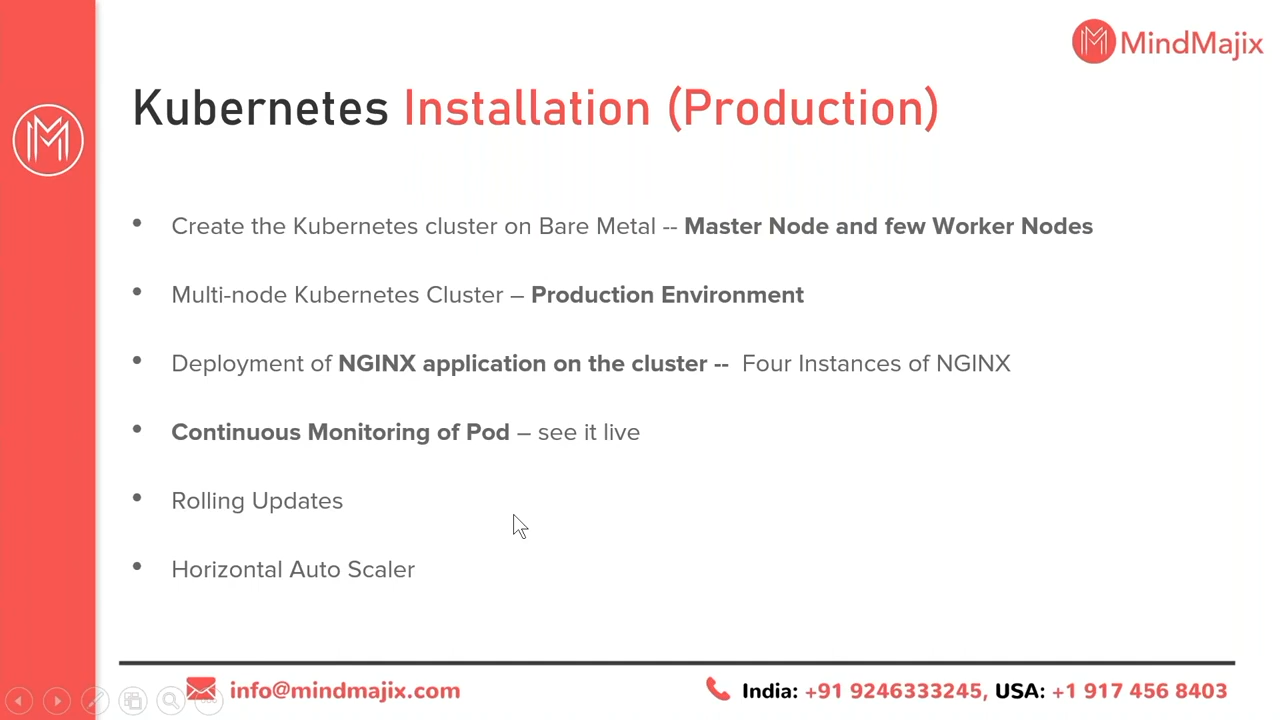 MindMajix
Kubernetes Installation (Production)
• Create the Kubernetes cluster on Bare Metal -- Master Node and few Worker Nodes
• Multi-node Kubernetes Cluster – Production Environment
• Deployment of NGINX application on the cluster -- Four Instances of NGINX
• Continuous Monitoring of Pod – see it live
• Rolling Updates
• Horizontal Auto Scaler
info@mindmajix.com
India: +91 9246333245, USA: +1 917 456 8403